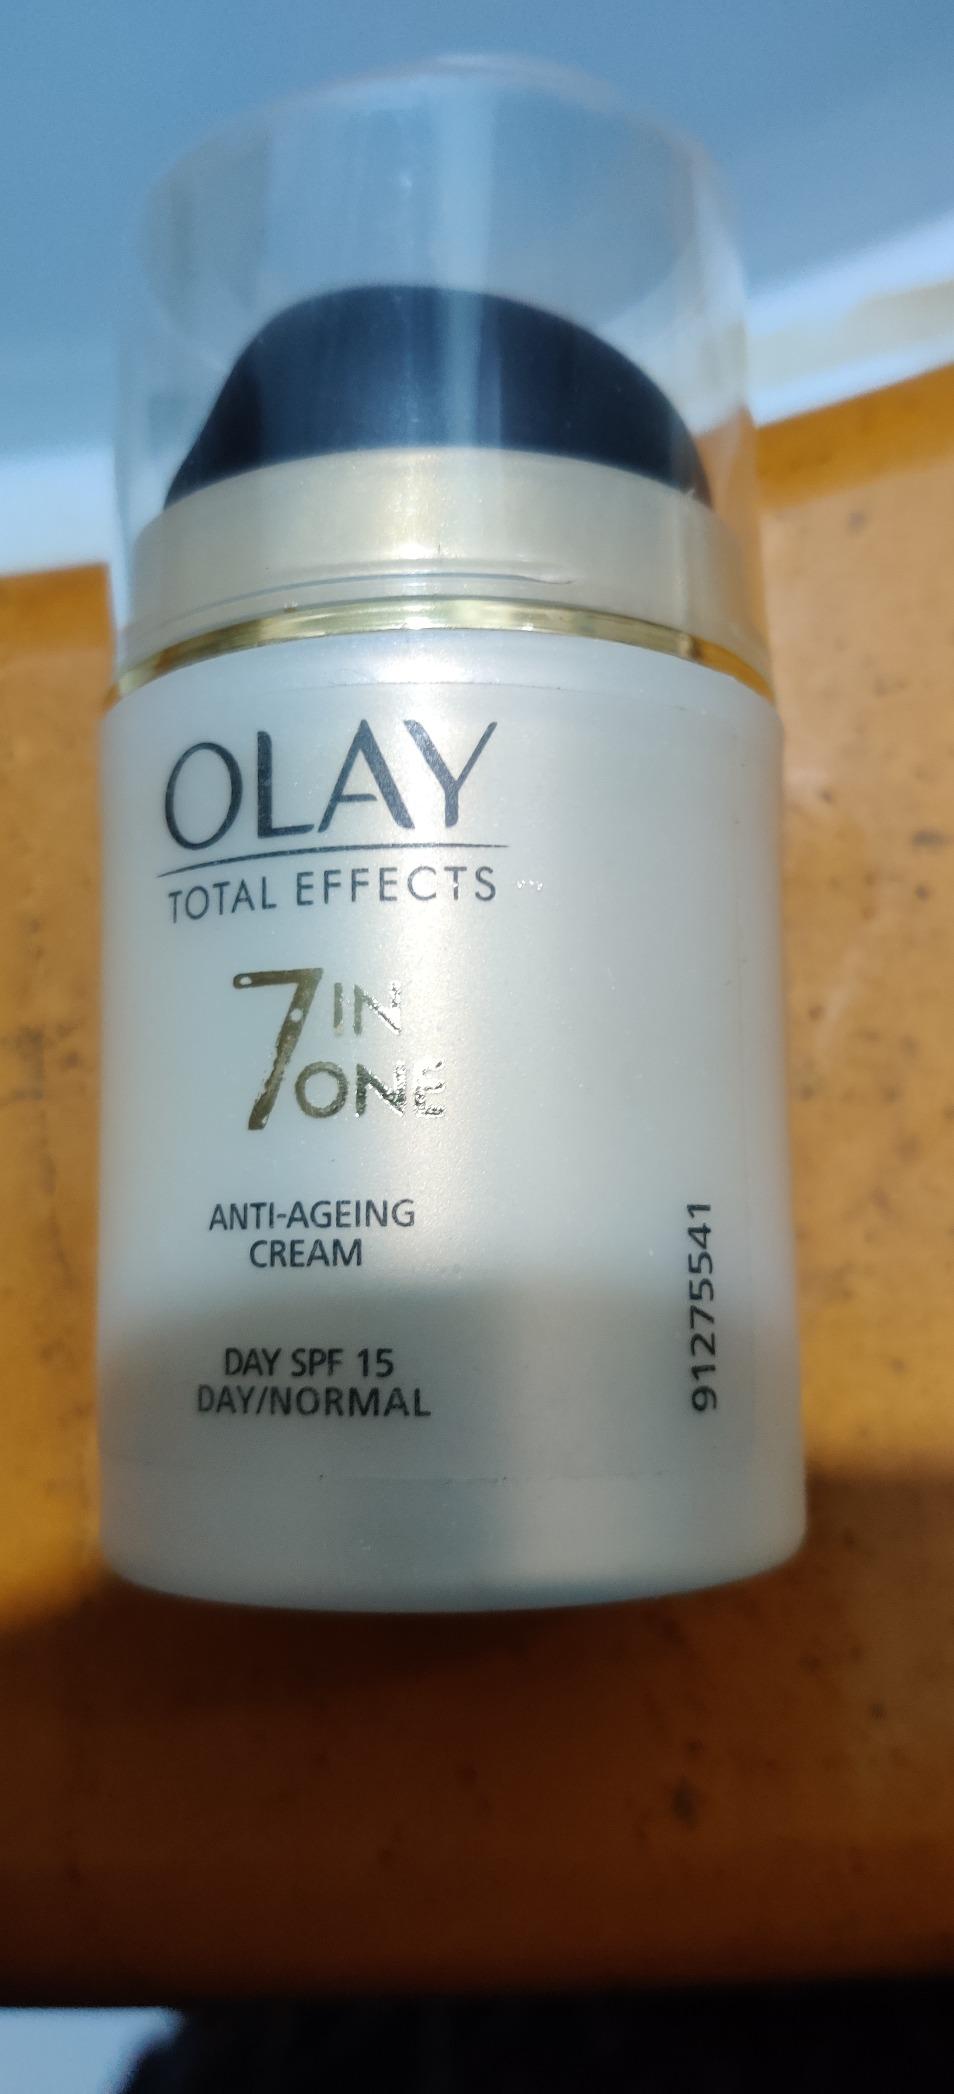 OLAY
TOTAL EFFECTS
7 IN
ONE
ANTI-AGEING
CREAM
DAY SPF 15
DAY/NORMAL
91275541